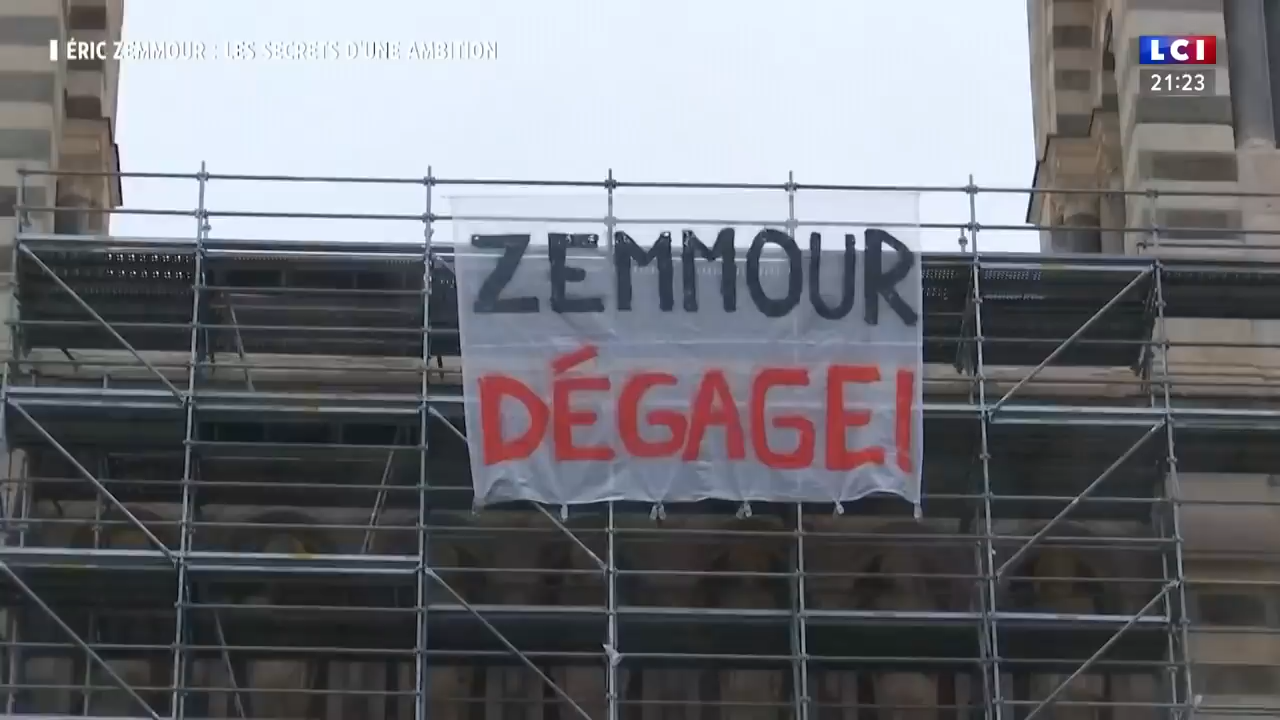 ÉRIC ZEMMOUR : LES SECRETS D'UNE AMBITION
LCI
21:23
ZEMMOUR
DÉGAGE!